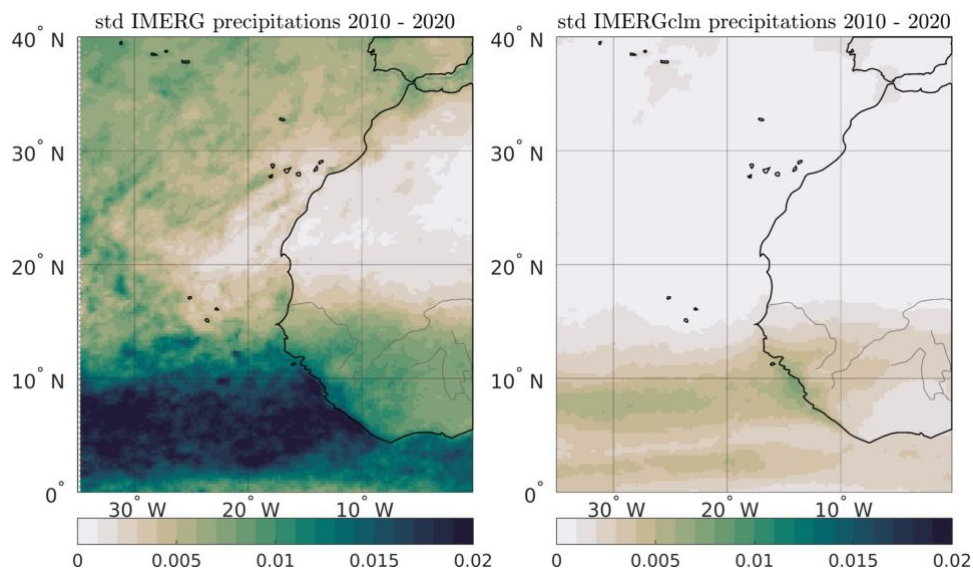 std IMERG precipitations 2010 - 2020
40° N
30° N
20° N
10° N
0°
30° W 20° W 10° W
0 0.005 0.01 0.015 0.02
std IMERGclm precipitations 2010 - 2020
40° N
30° N
20° N
10° N
0°
30° W 20° W 10° W
0 0.005 0.01 0.015 0.02